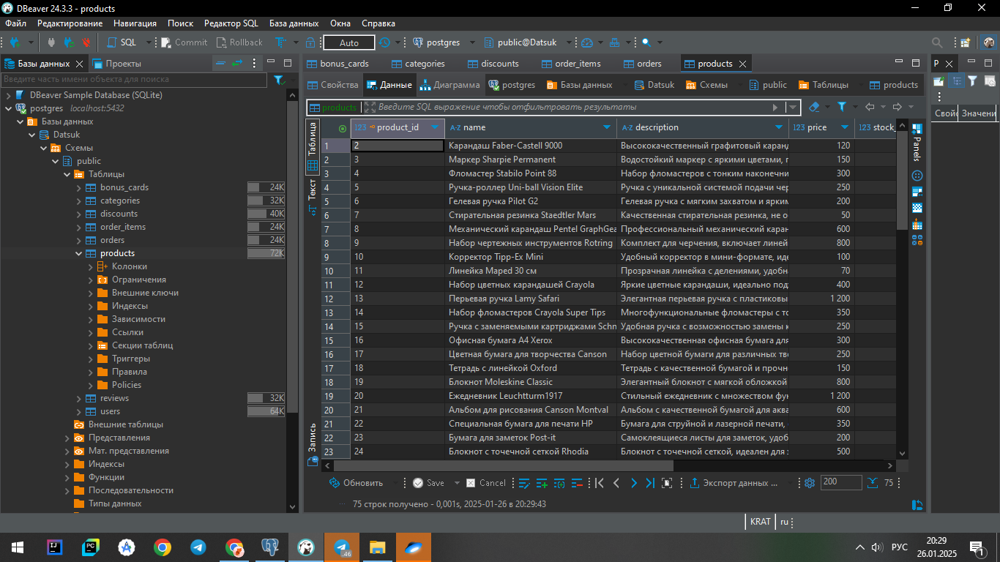 DBeaver 24.3.3 - products
Файл Редактирование Навигация Поиск Редактор SQL База данных Окна Справка
SQL Commit Rollback Auto postgres public@Datsuk
Базы данных Проекты
Введите часть имени объекта для поиска
DBeaver Sample Database (SQLite)
postgres localhost:5432
Базы данных
Datsuk
Схемы
public
Таблицы
bonus_cards 24K
categories 32K
discounts 40K
order_items 24K
orders 24K
products 72K
Колонки
Ограничения
Внешние ключи
Индексы
Зависимости
Ссылки
Секции таблиц
Триггеры
Правила
Policies
reviews 32K
users 64K
Внешние таблицы
Представления
Мат. представления
Индексы
Функции
Последовательности
Типы данных
bonus_cards categories discounts order_items orders products
Свойства Данные Диаграмма postgres Базы данных Datsuk Схемы public Таблицы products
products Введите SQL выражение чтобы отфильтровать результаты
Таблица
Текст
Запись
123 product_id A-Z name A-Z description 123 price 123 stock_
1 2 Карандаш Faber-Castell 9000 Высококачественный графитовый каранд 120
2 3 Маркер Sharpie Permanent Водостойкий маркер с яркими цветами, г 150
3 4 Фломастер Stabilo Point 88 Набор фломастеров с тонким наконечни 300
4 5 Ручка-роллер Uni-ball Vision Elite Ручка с уникальной системой подачи чер 250
5 6 Гелевая ручка Pilot G2 Гелевая ручка с мягким захватом и ярким 200
6 7 Стирательная резинка Staedtler Mars Качественная стирательная резинка, не о 50
7 8 Механический карандаш Pentel GraphGea Профессиональный механический каран 600
8 9 Набор чертежных инструментов Rotring Комплект для черчения, включает линей 800
9 10 Корректор Tipp-Ex Mini Удобный корректор в мини-формате, иде 100
10 11 Линейка Maped 30 см Прозрачная линейка с делениями, удобн 70
11 12 Набор цветных карандашей Crayola Яркие цветные карандаши, идеально под 400
12 13 Перьевая ручка Lamy Safari Элегантная перьевая ручка с пластиковы 1 200
13 14 Набор фломастеров Crayola Super Tips Многофункциональные фломастеры с то 350
14 15 Ручка с заменяемыми картриджами Schn Удобная ручка с возможностью замены к 250
15 16 Офисная бумага A4 Xerox Высококачественная офисная бумага для 300
16 17 Цветная бумага для творчества Canson Набор цветной бумаги для различных тво 250
17 18 Тетрадь с линейкой Oxford Тетрадь с качественной бумагой и прочн 150
18 19 Блокнот Moleskine Classic Элегантный блокнот с мягкой обложкой 800
19 20 Ежедневник Leuchtturm1917 Стильный ежедневник с множеством фун 1 200
20 21 Альбом для рисования Canson Montval Альбом с качественной бумагой для аква 600
21 22 Специальная бумага для печати HP Бумага для струйной и лазерной печати, 350
22 23 Бумага для заметок Post-it Самоклеящиеся листы для заметок, удоб 200
23 24 Блокнот с точечной сеткой Rhodia Блокнот с точечной сеткой, идеален для 500
Panels
P
Свойс Значени
Обновить Save Cancel Экспорт данных ... 200 75
75 строк получено - 0,001s, 2025-01-26 в 20:29:43
KRAT ru
РУС
20:29
26.01.2025
1